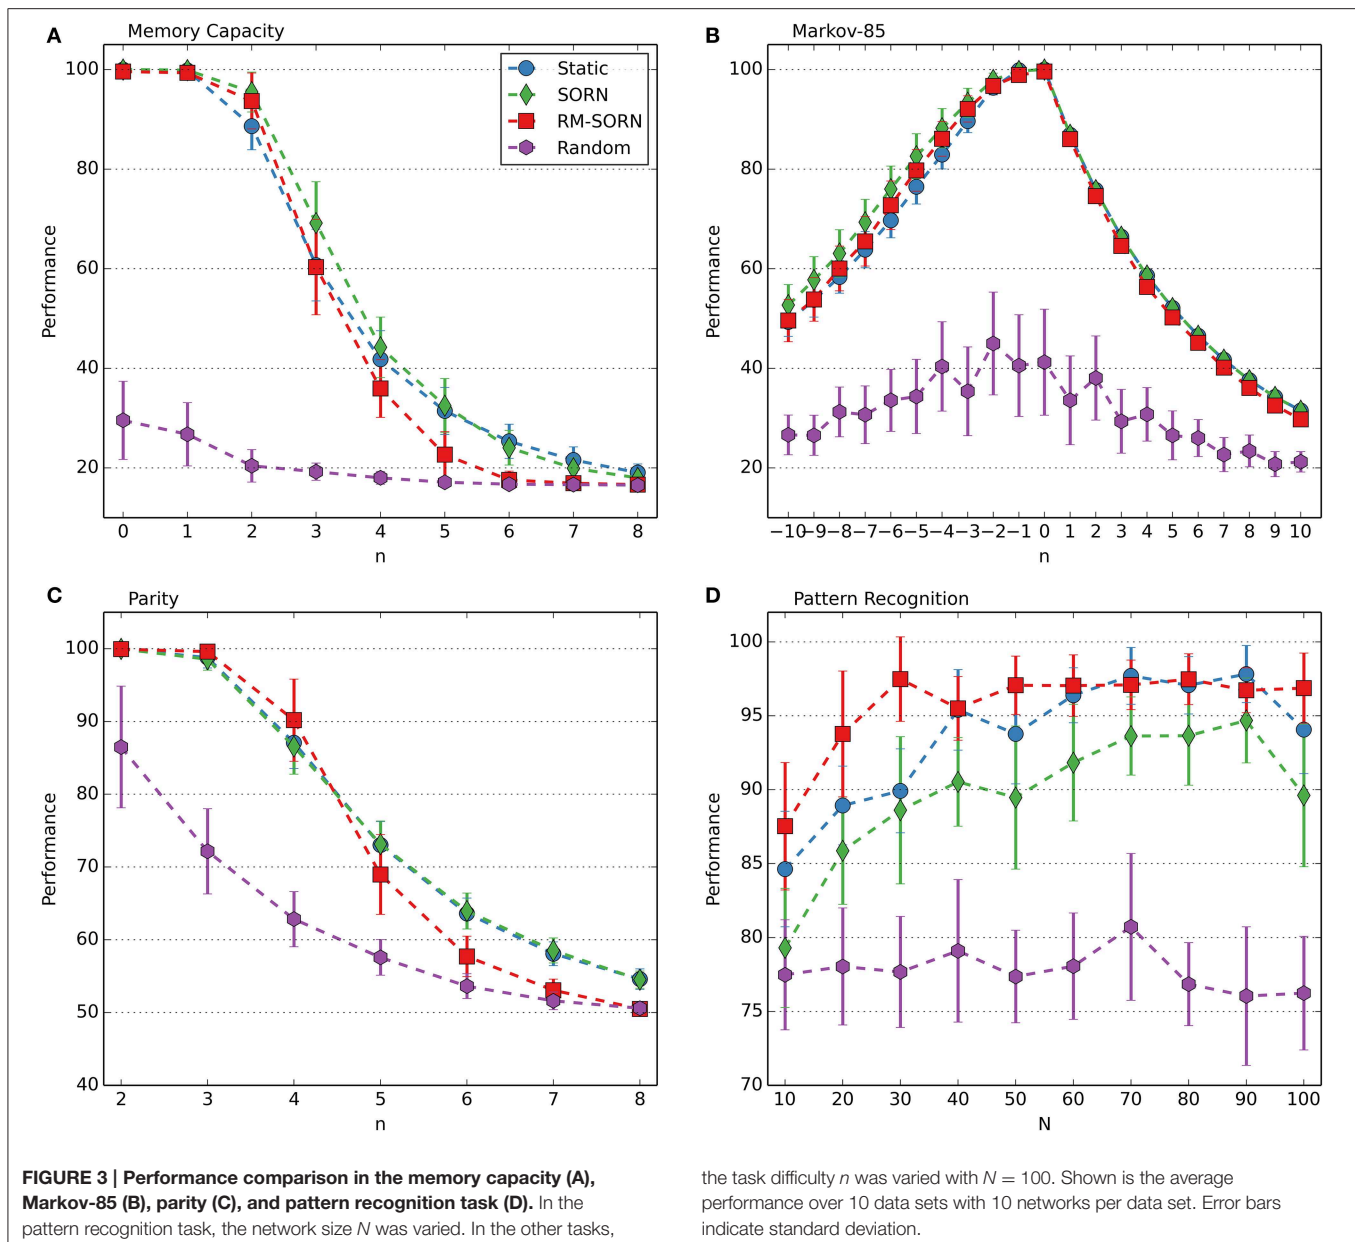 A
Memory Capacity
100
80
60
40
20
Performance
0 1 2 3 4 5 6 7 8
n
Static
SORN
RM-SORN
Random
B
Markov-85
100
80
60
40
20
Performance
−10 −9 −8 −7 −6 −5 −4 −3 −2 −1 0 1 2 3 4 5 6 7 8 9 10
n
C
Parity
100
90
80
70
60
50
40
Performance
2 3 4 5 6 7 8
n
D
Pattern Recognition
100
95
90
85
80
75
70
Performance
10 20 30 40 50 60 70 80 90 100
N
FIGURE 3 | Performance comparison in the memory capacity (A),
Markov-85 (B), parity (C), and pattern recognition task (D). In the
pattern recognition task, the network size N was varied. In the other tasks,
the task difficulty n was varied with N = 100. Shown is the average
performance over 10 data sets with 10 networks per data set. Error bars
indicate standard deviation.